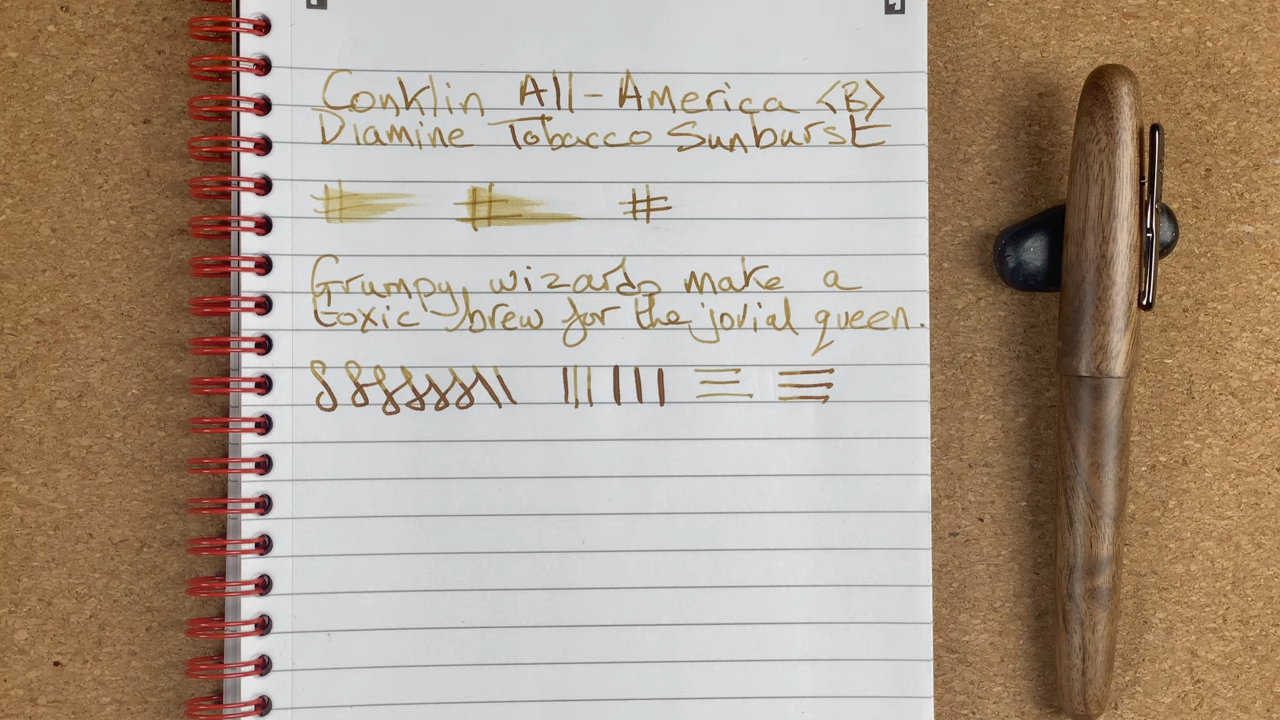 Conklin All-America <B>
Diamine Tobacco Sunburst
# # #
Grumpy wizards make a
toxic brew for the jovial queen.